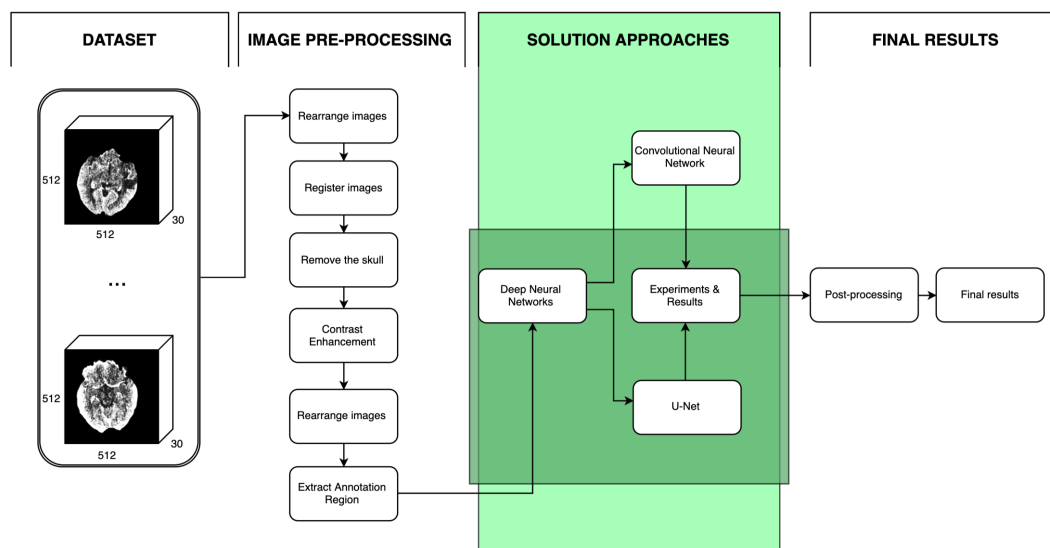 DATASET
IMAGE PRE-PROCESSING
SOLUTION APPROACHES
FINAL RESULTS
512
512
30
...
512
512
30
Rearrange images
Register images
Remove the skull
Contrast
Enhancement
Rearrange images
Extract Annotation
Region
Deep Neural
Networks
Convolutional Neural
Network
Experiments &
Results
U-Net
Post-processing
Final results